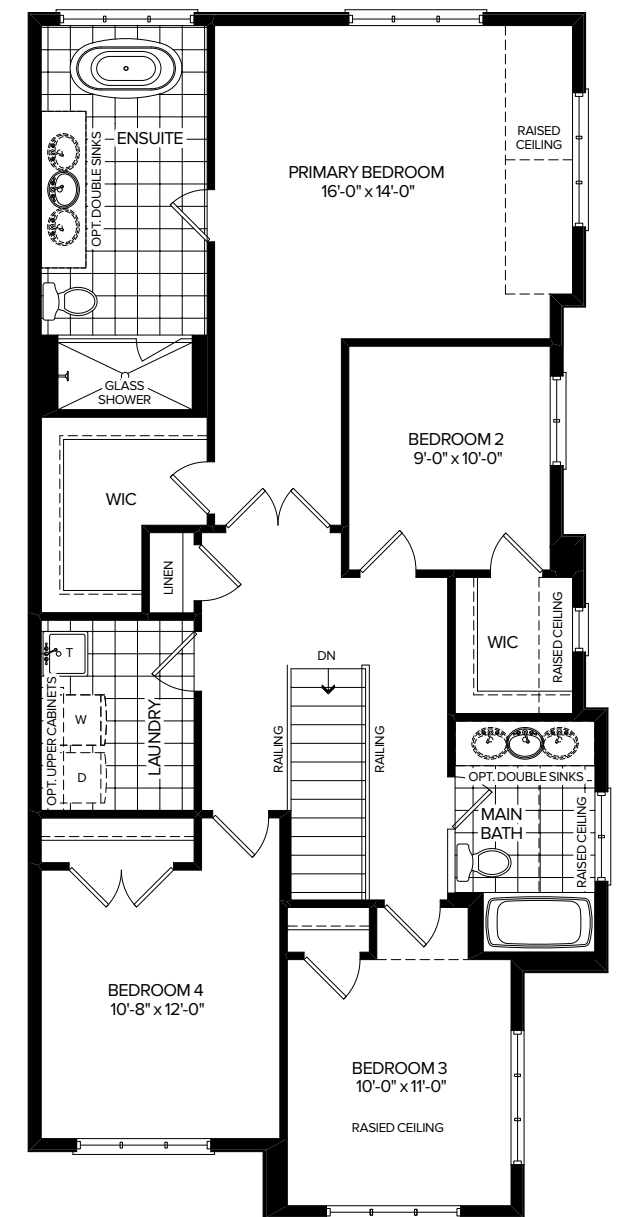 ENSUITE
OPT. DOUBLE SINKS
RAISED
CEILING
PRIMARY BEDROOM
16'-0" x 14'-0"
GLASS
SHOWER
BEDROOM 2
9'-0" x 10'-0"
WIC
LINEN
WIC
RAISED CEILING
T
DN
W
OPT. UPPER CABINETS
LAUNDRY
RAILING
RAILING
D
OPT. DOUBLE SINKS
MAIN
BATH
RAISED CEILING
BEDROOM 4
10'-8" x 12'-0"
BEDROOM 3
10'-0" x 11'-0"
RASIED CEILING